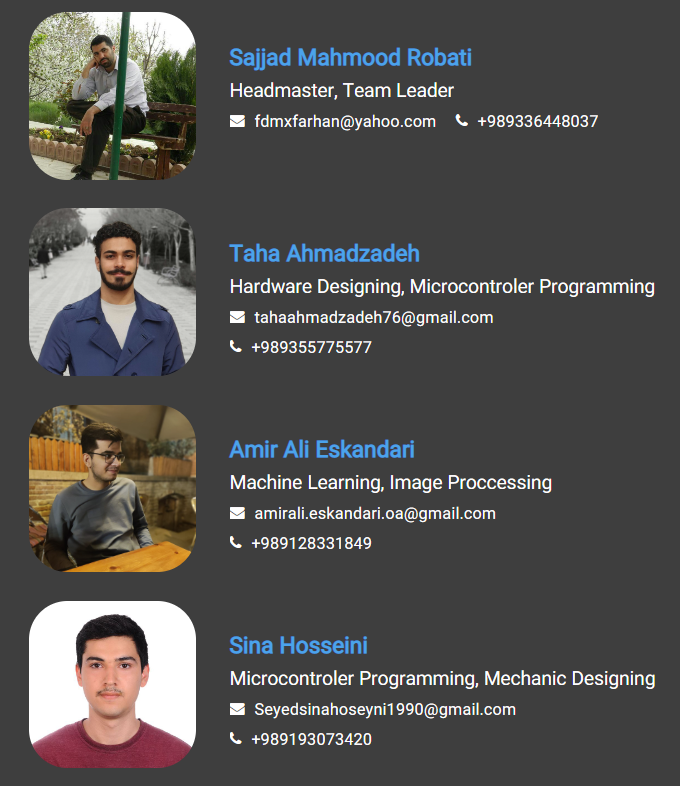 Sajjad Mahmood Robati
Headmaster, Team Leader
fdmxfarhan@yahoo.com +989336448037
Taha Ahmadzadeh
Hardware Designing, Microcontroler Programming
tahaahmadzadeh76@gmail.com
+989355775577
Amir Ali Eskandari
Machine Learning, Image Proccessing
amirali.eskandari.oa@gmail.com
+989128331849
Sina Hosseini
Microcontroler Programming, Mechanic Designing
Seyedsinahoseyni1990@gmail.com
+989193073420